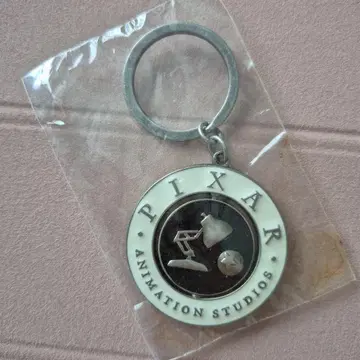 PIXAR
· ANIMATION STUDIOS ·